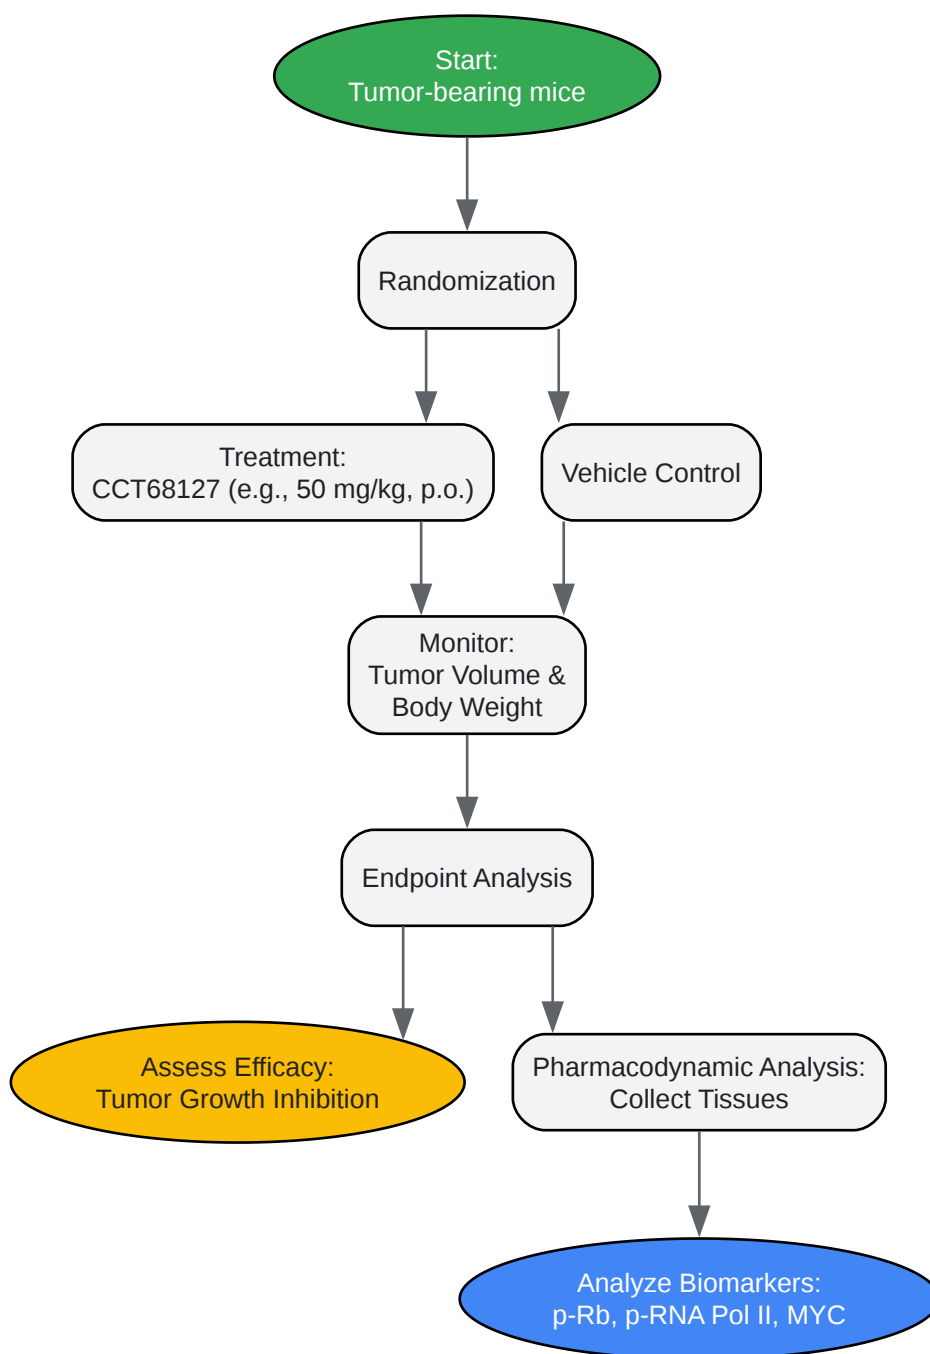 Start:
Tumor-bearing mice
Randomization
Treatment:
CCT68127 (e.g., 50 mg/kg, p.o.)
Vehicle Control
Monitor:
Tumor Volume &
Body Weight
Endpoint Analysis
Assess Efficacy:
Tumor Growth Inhibition
Pharmacodynamic Analysis:
Collect Tissues
Analyze Biomarkers:
p-Rb, p-RNA Pol II, MYC